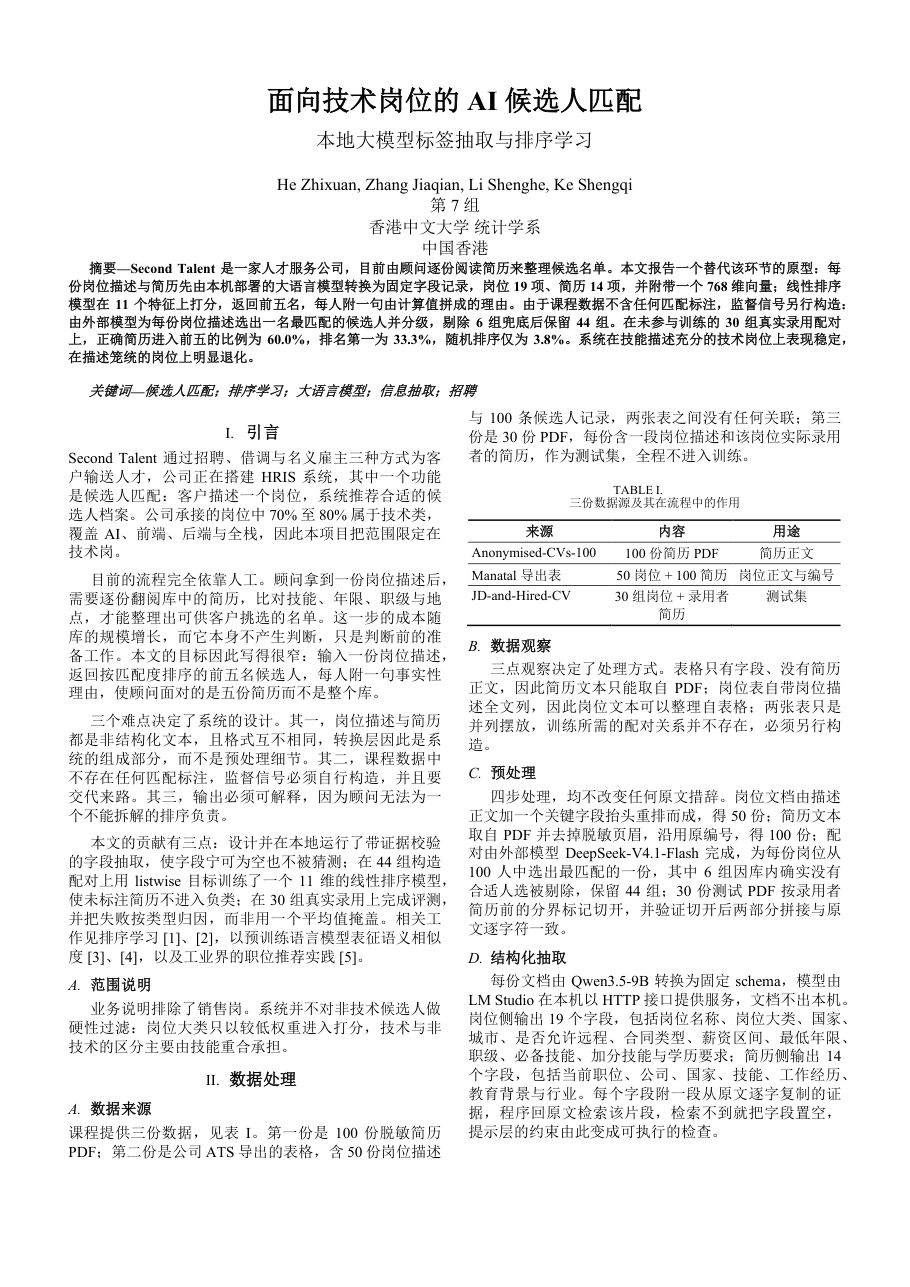 面向技术岗位的 AI 候选人匹配
本地大模型标签抽取与排序学习
He Zhixuan, Zhang Jiaqian, Li Shenghe, Ke Shengqi
第 7 组
香港中文大学 统计学系
中国香港
摘要—Second Talent 是一家人才服务公司，目前由顾问逐份阅读简历来整理候选名单。本文报告一个替代该环节的原型：每
份岗位描述与简历先由本机部署的大语言模型转换为固定字段记录，岗位 19 项、简历 14 项，并附带一个 768 维向量；线性排序
模型在 11 个特征上打分，返回前五名，每人附一句由计算值拼成的理由。由于课程数据不含任何匹配标注，监督信号另行构造：
由外部模型为每份岗位描述选出一名最匹配的候选人并分级，剔除 6 组兜底后保留 44 组。在未参与训练的 30 组真实录用配对
上，正确简历进入前五的比例为 60.0%，排名第一为 33.3%，随机排序仅为 3.8%。系统在技能描述充分的技术岗位上表现稳定，
在描述笼统的岗位上明显退化。
关键词—候选人匹配；排序学习；大语言模型；信息抽取；招聘
I. 引言
Second Talent 通过招聘、借调与名义雇主三种方式为客
户输送人才，公司正在搭建 HRIS 系统，其中一个功能
是候选人匹配：客户描述一个岗位，系统推荐合适的候
选人档案。公司承接的岗位中 70% 至 80% 属于技术类，
覆盖 AI、前端、后端与全栈，因此本项目把范围限定在
技术岗。
目前的流程完全依靠人工。顾问拿到一份岗位描述后，
需要逐份翻阅库中的简历，比对技能、年限、职级与地
点，才能整理出可供客户挑选的名单。这一步的成本随
库的规模增长，而它本身不产生判断，只是判断前的准
备工作。本文的目标因此写得很窄：输入一份岗位描述，
返回按匹配度排序的前五名候选人，每人附一句事实性
理由，使顾问面对的是五份简历而不是整个库。
三个难点决定了系统的设计。其一，岗位描述与简历
都是非结构化文本，且格式互不相同，转换层因此是系
统的组成部分，而不是预处理细节。其二，课程数据中
不存在任何匹配标注，监督信号必须自行构造，并且要
交代来路。其三，输出必须可解释，因为顾问无法为一
个不能拆解的排序负责。
本文的贡献有三点：设计并在本地运行了带证据校验
的字段抽取，使字段宁可为空也不被猜测；在 44 组构造
配对上用 listwise 目标训练了一个 11 维的线性排序模型，
使未标注简历不进入负类；在 30 组真实录用上完成评测，
并把失败按类型归因，而非用一个平均值掩盖。相关工
作见排序学习 [1]、[2]，以预训练语言模型表征语义相似
度 [3]、[4]，以及工业界的职位推荐实践 [5]。
A. 范围说明
业务说明排除了销售岗。系统并不对非技术候选人做
硬性过滤：岗位大类只以较低权重进入打分，技术与非
技术的区分主要由技能重合承担。
II. 数据处理
A. 数据来源
课程提供三份数据，见表 I。第一份是 100 份脱敏简历
PDF；第二份是公司 ATS 导出的表格，含 50 份岗位描述
与 100 条候选人记录，两张表之间没有任何关联；第三
份是 30 份 PDF，每份含一段岗位描述和该岗位实际录用
者的简历，作为测试集，全程不进入训练。
TABLE I.
三份数据源及其在流程中的作用
来源 内容 用途
Anonymised-CVs-100 100 份简历 PDF 简历正文
Manatal 导出表 50 岗位 + 100 简历 岗位正文与编号
JD-and-Hired-CV 30 组岗位 + 录用者 测试集
简历
B. 数据观察
三点观察决定了处理方式。表格只有字段、没有简历
正文，因此简历文本只能取自 PDF；岗位表自带岗位描
述全文列，因此岗位文本可以整理自表格；两张表只是
并列摆放，训练所需的配对关系并不存在，必须另行构
造。
C. 预处理
四步处理，均不改变任何原文措辞。岗位文档由描述
正文加一个关键字段抬头重排而成，得 50 份；简历文本
取自 PDF 并去掉脱敏页眉，沿用原编号，得 100 份；配
对由外部模型 DeepSeek-V4.1-Flash 完成，为每份岗位从
100 人中选出最匹配的一份，其中 6 组因库内确实没有
合适人选被剔除，保留 44 组；30 份测试 PDF 按录用者
简历前的分界标记切开，并验证切开后两部分拼接与原
文逐字符一致。
D. 结构化抽取
每份文档由 Qwen3.5-9B 转换为固定 schema，模型由
LM Studio 在本机以 HTTP 接口提供服务，文档不出本机。
岗位侧输出 19 个字段，包括岗位名称、岗位大类、国家、
城市、是否允许远程、合同类型、薪资区间、最低年限、
职级、必备技能、加分技能与学历要求；简历侧输出 14
个字段，包括当前职位、公司、国家、技能、工作经历、
教育背景与行业。每个字段附一段从原文逐字复制的证
据，程序回原文检索该片段，检索不到就把字段置空，
提示层的约束由此变成可执行的检查。